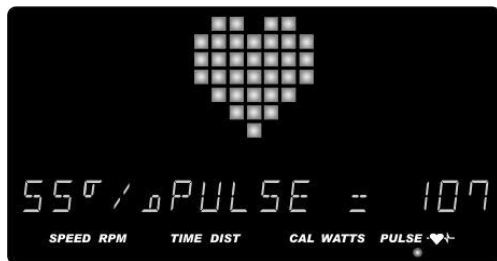 55% PULSE = 107
SPEED RPM TIME DIST CAL WATTS PULSE